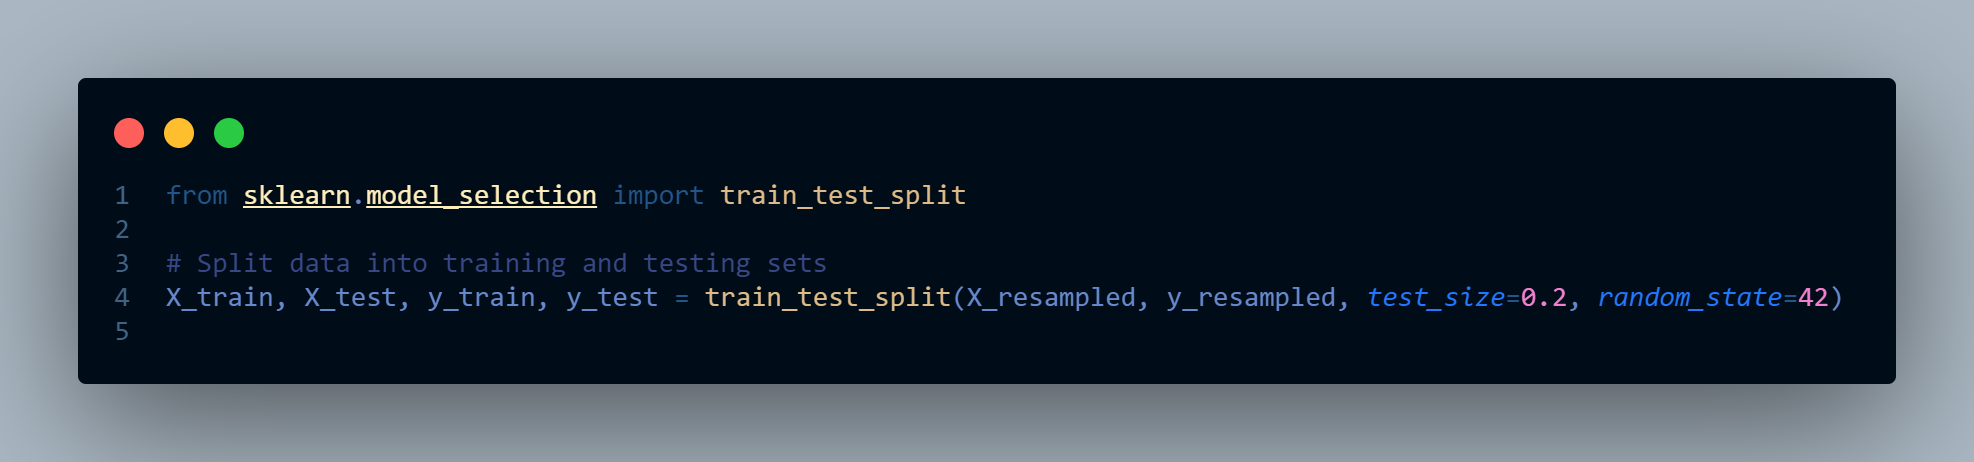 1 from sklearn.model_selection import train_test_split
2
3 # Split data into training and testing sets
4 X_train, X_test, y_train, y_test = train_test_split(X_resampled, y_resampled, test_size=0.2, random_state=42)
5